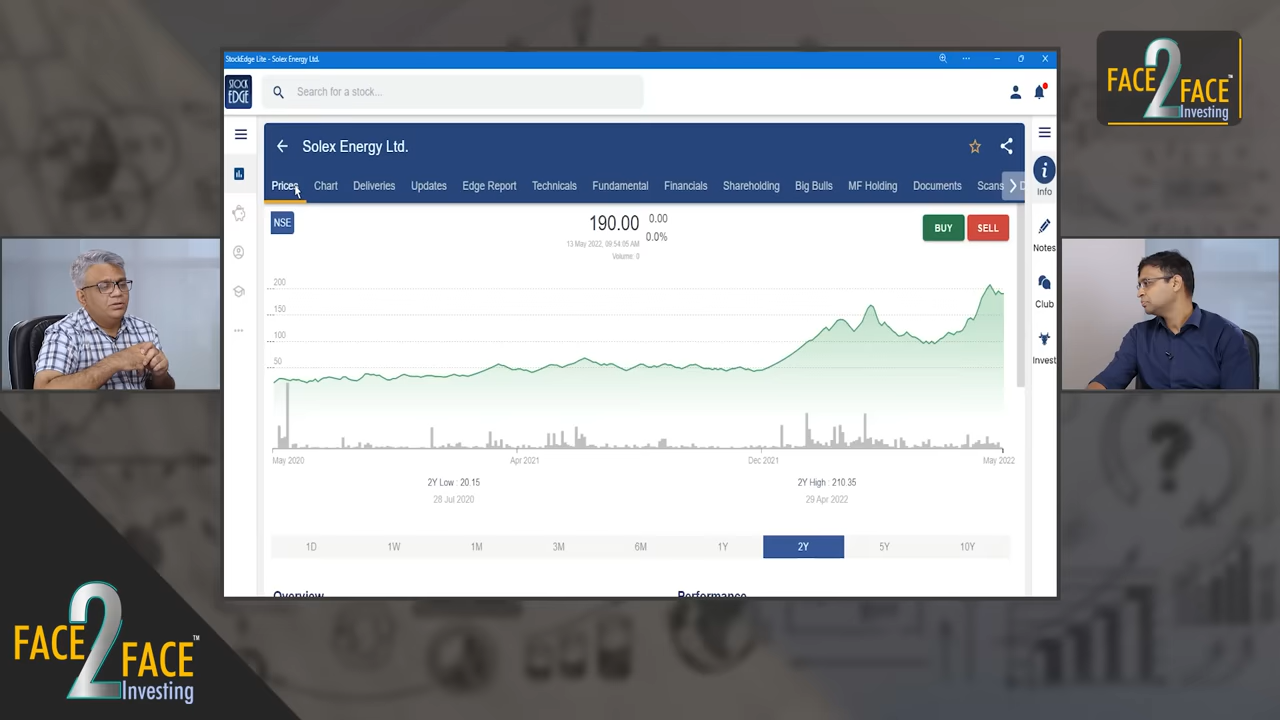 StockEdge Lite - Solex Energy Ltd.
STOCK
EDGE
Search for a stock...
FACE 2 FACE™
Investing
Solex Energy Ltd.
Prices Chart Deliveries Updates Edge Report Technicals Fundamental Financials Shareholding Big Bulls MF Holding Documents Scans D
Info
NSE
190.00 0.00
0.0%
13 May 2022, 09:54:05 AM
Volume: 0
BUY SELL
Notes
Club
Invest
200
150
100
50
May 2020 Apr 2021 Dec 2021 May 2022
2Y Low : 20.15 2Y High : 210.35
28 Jul 2020 29 Apr 2022
1D 1W 1M 3M 6M 1Y 2Y 5Y 10Y
Overview Performance
FACE 2 FACE™
Investing